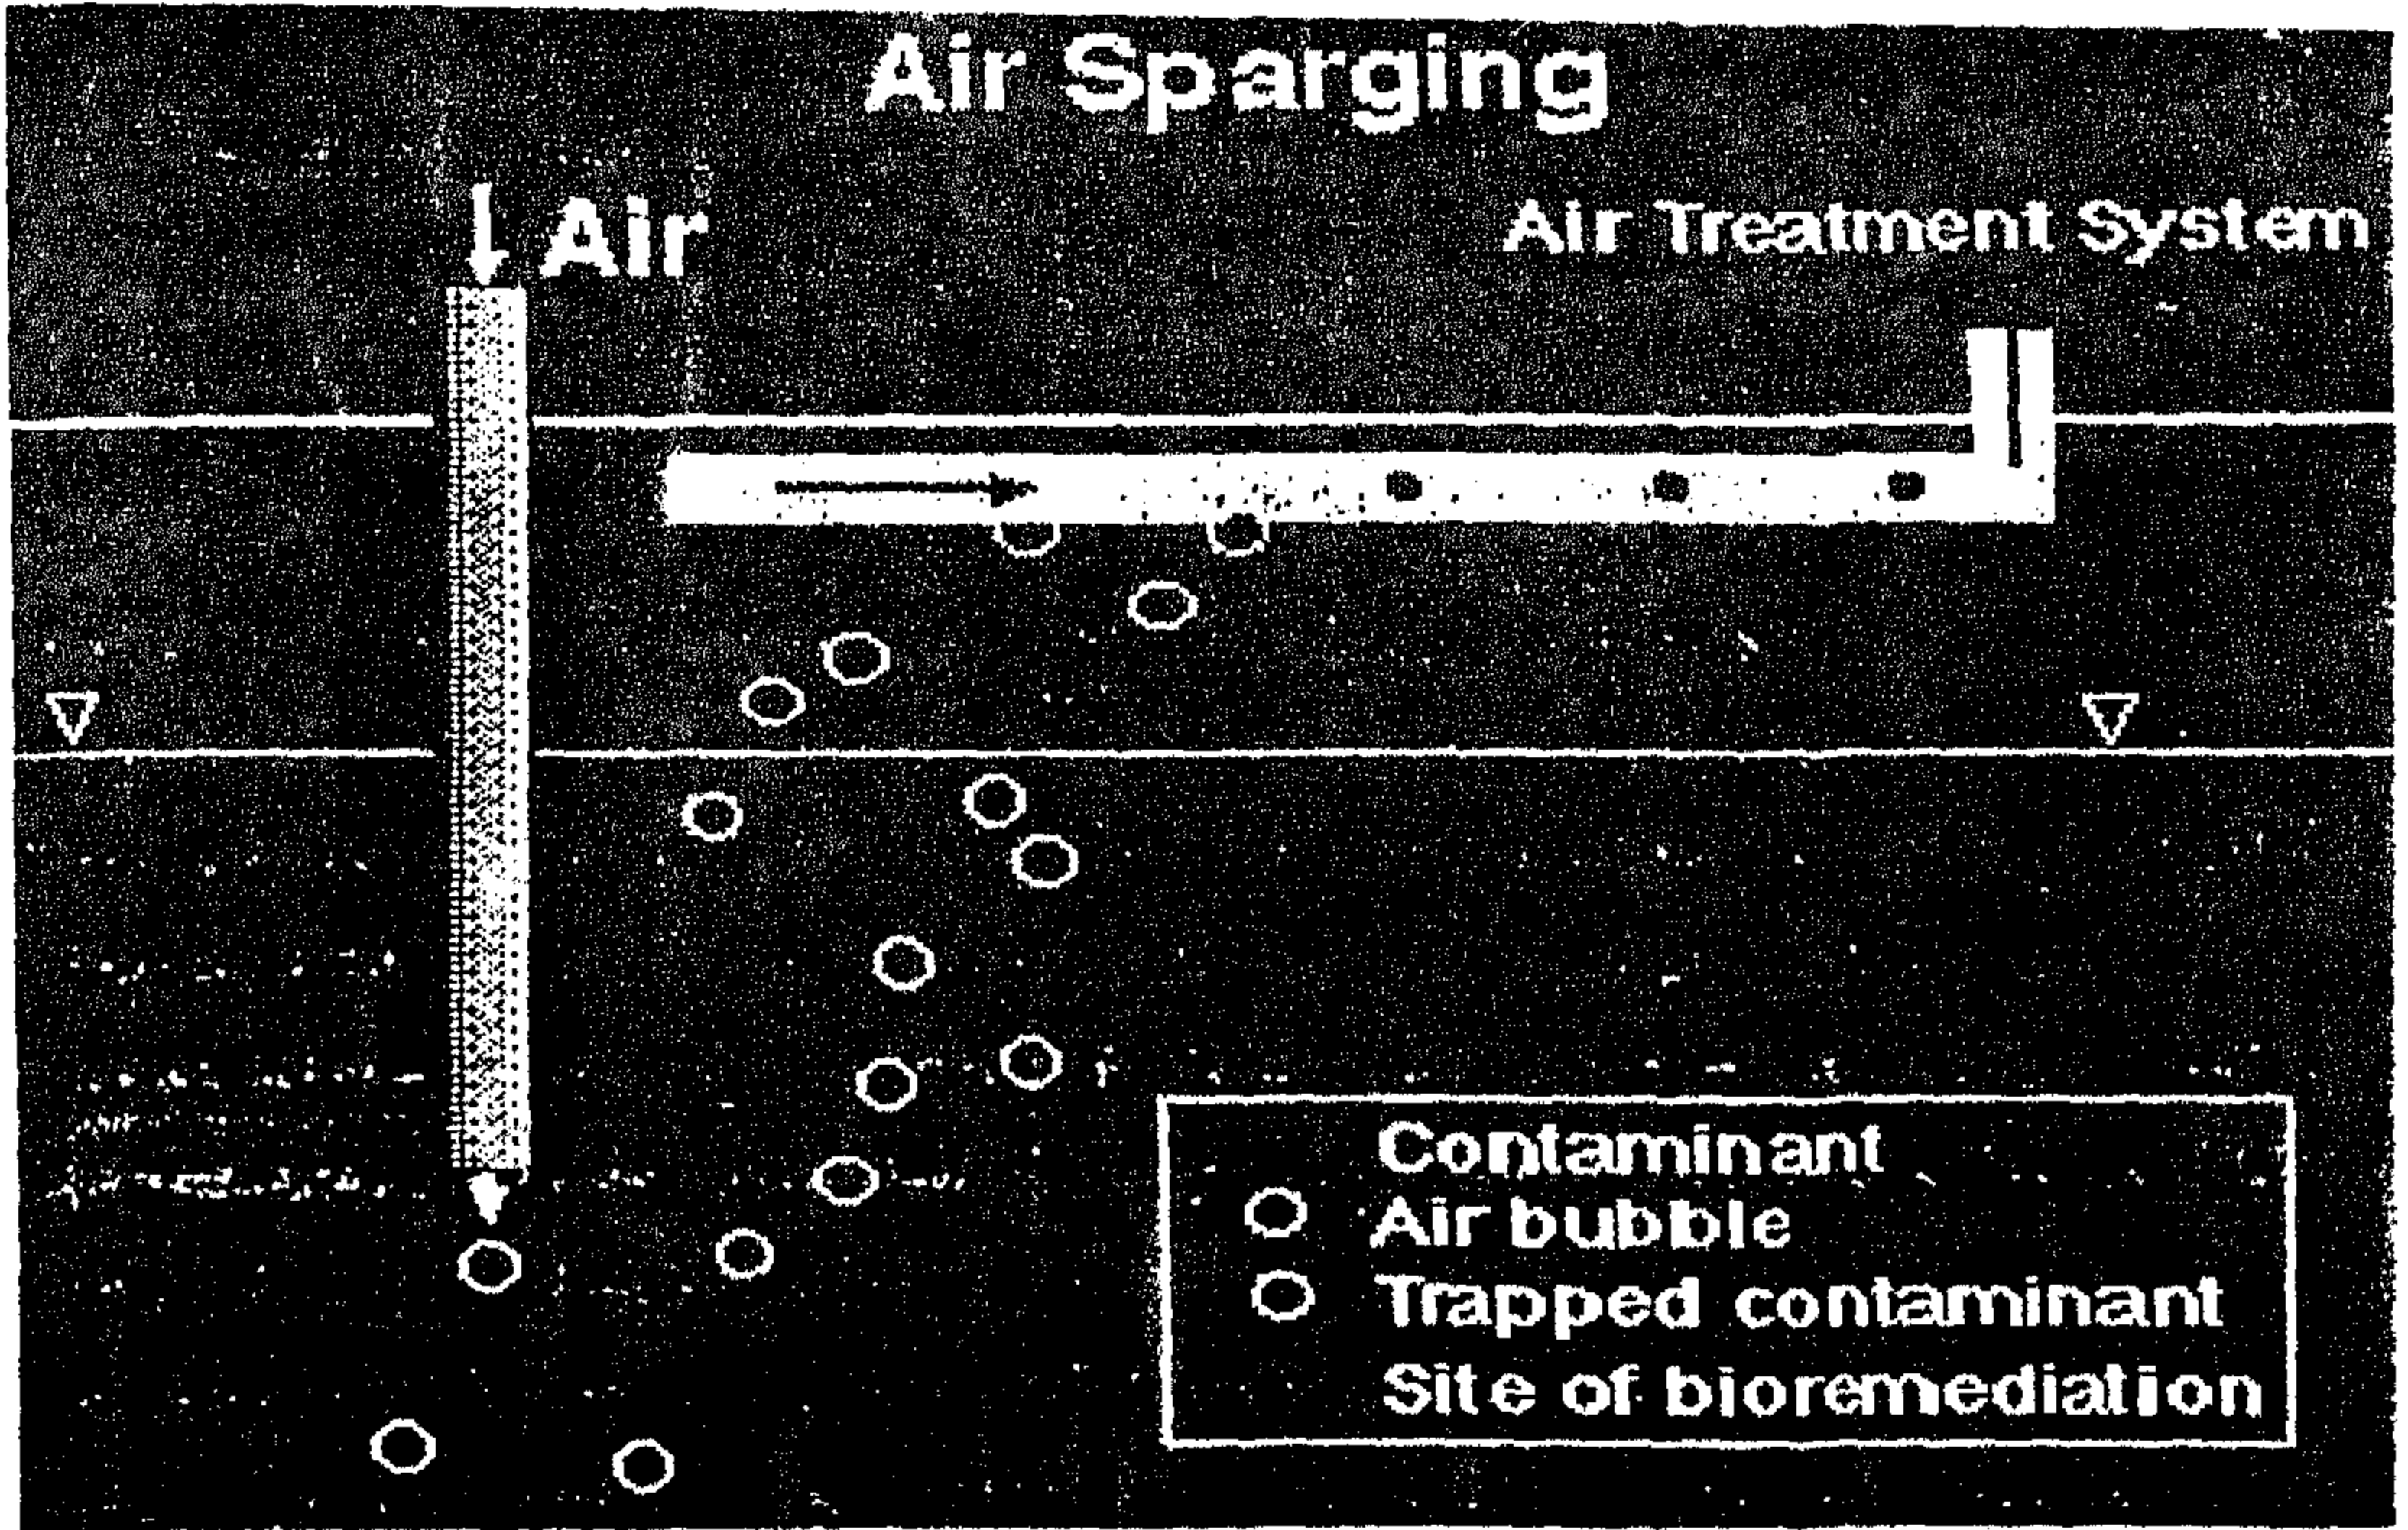 Air Sparging
Air
Air Treatment System
Contaminant
Air bubble
Trapped contaminant
Site of bioremediation